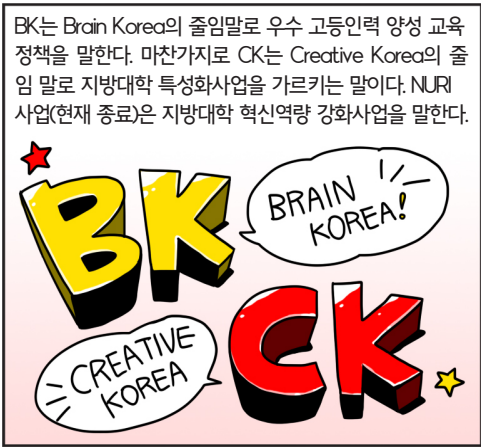 BK는 Brain Korea의 줄임말로 우수 고등인력 양성 교육
정책을 말한다. 마찬가지로 CK는 Creative Korea의 줄
임 말로 지방대학 특성화사업을 가르키는 말이다. NURI
사업(현재 종료)은 지방대학 혁신역량 강화사업을 말한다.
BK
BRAIN
KOREA!
CREATIVE
KOREA
CK